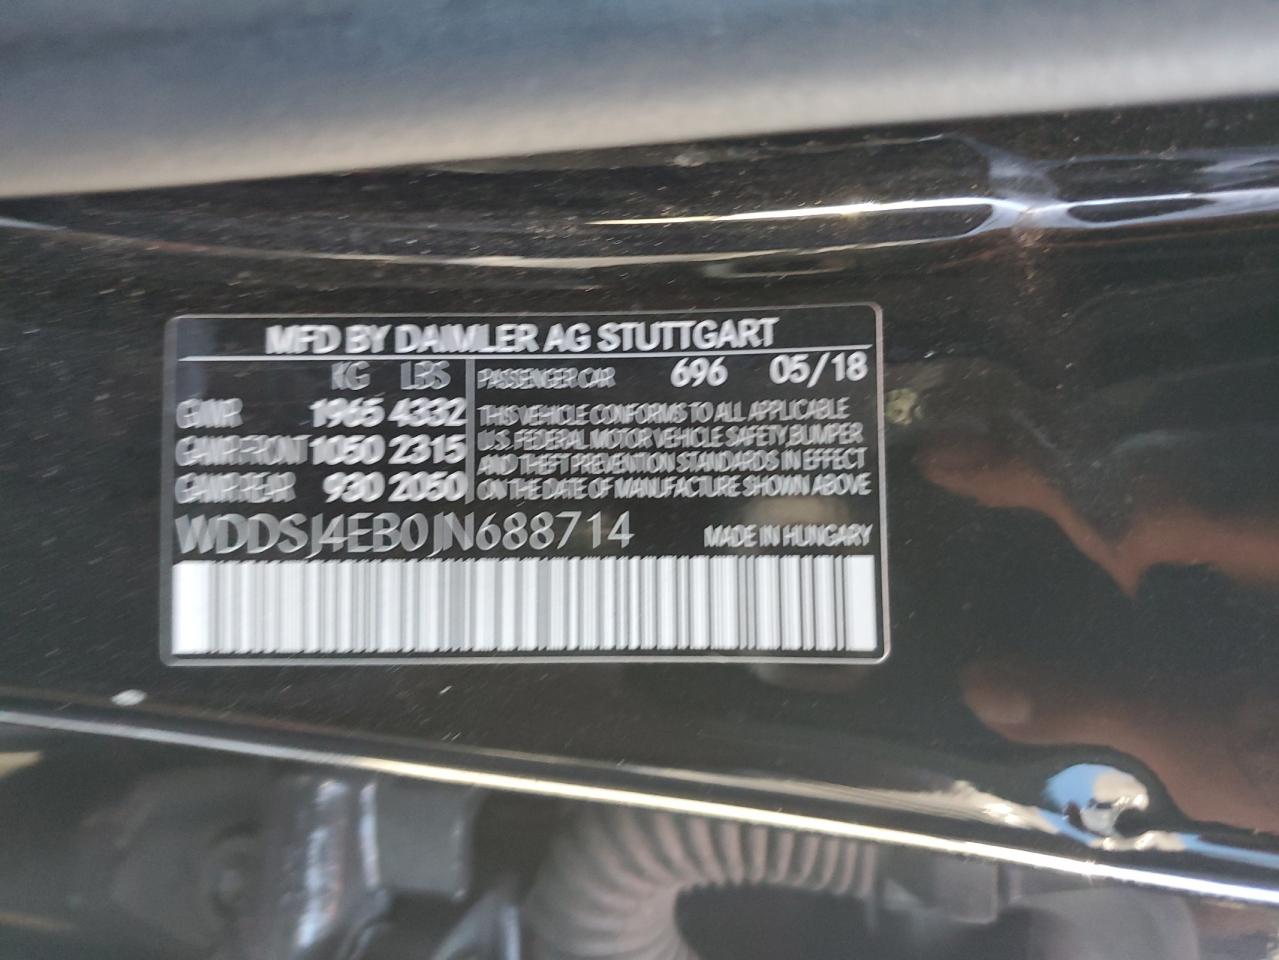 MFD BY DAIMLER AG STUTTGART
KG LBS PASSENGER CAR 696 05/18
GVWR 1965 4332
GAWR FRONT 1050 2315
GAWR REAR 930 2050
THIS VEHICLE CONFORMS TO ALL APPLICABLE
U.S. FEDERAL MOTOR VEHICLE SAFETY, BUMPER
AND THEFT PREVENTION STANDARDS IN EFFECT
ON THE DATE OF MANUFACTURE SHOWN ABOVE
WDDSJ4EB0JN688714 MADE IN HUNGARY